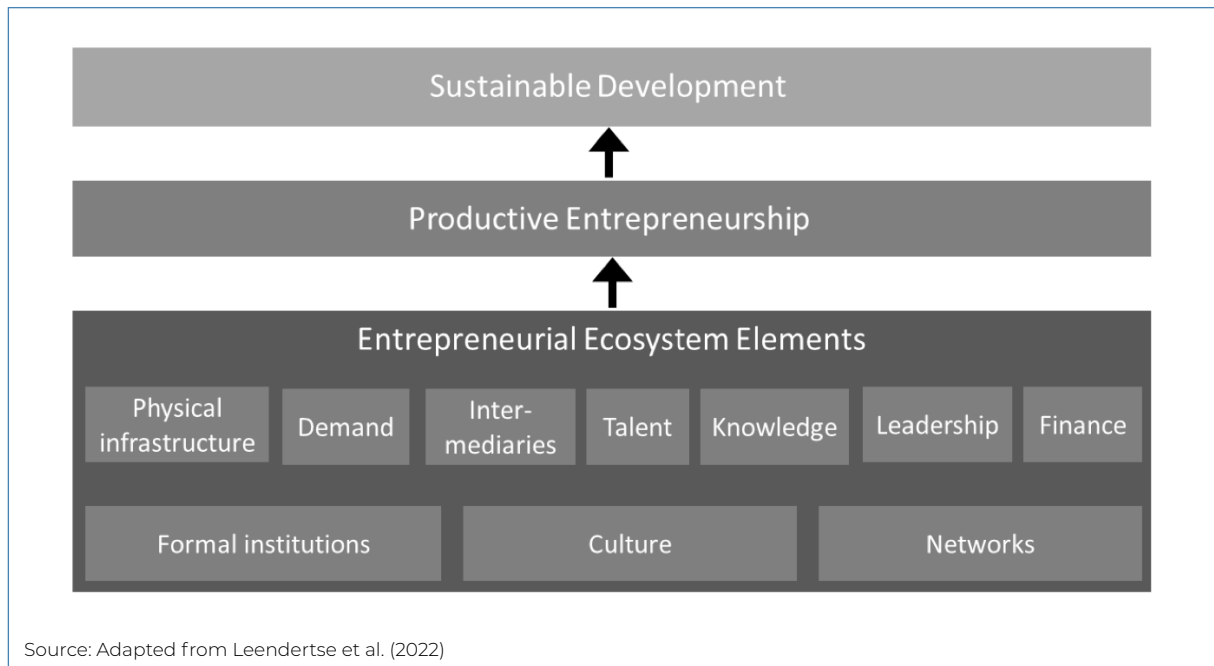 Sustainable Development
Productive Entrepreneurship
Entrepreneurial Ecosystem Elements
Physical
infrastructure
Demand
Inter-
mediaries
Talent
Knowledge
Leadership
Finance
Formal institutions
Culture
Networks
Source: Adapted from Leendertse et al. (2022)